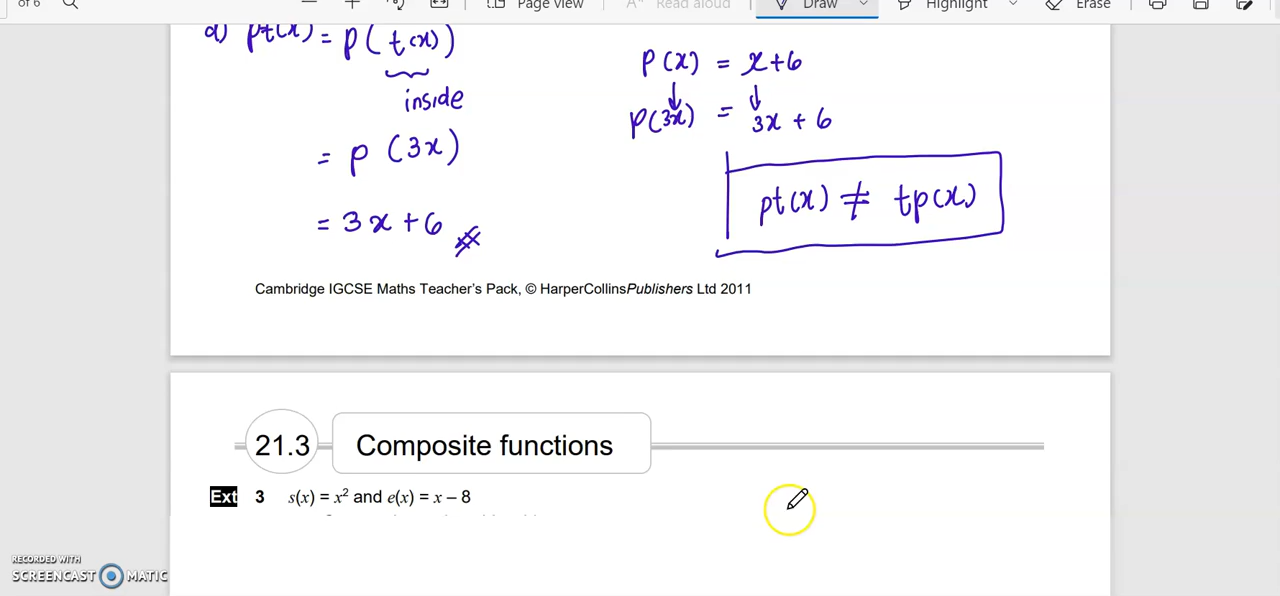 of 6 Page view Read aloud Draw Highlight Erase
a) pt(x) = p ( t(x) )
inside
= p (3x)
= 3x + 6
p(x) = x + 6
p(3x) = 3x + 6
pt(x) ≠ tp(x)
Cambridge IGCSE Maths Teacher's Pack, © HarperCollinsPublishers Ltd 2011
21.3 Composite functions
Ext 3 s(x) = x² and e(x) = x – 8
RECORDED WITH
SCREENCAST MATIC